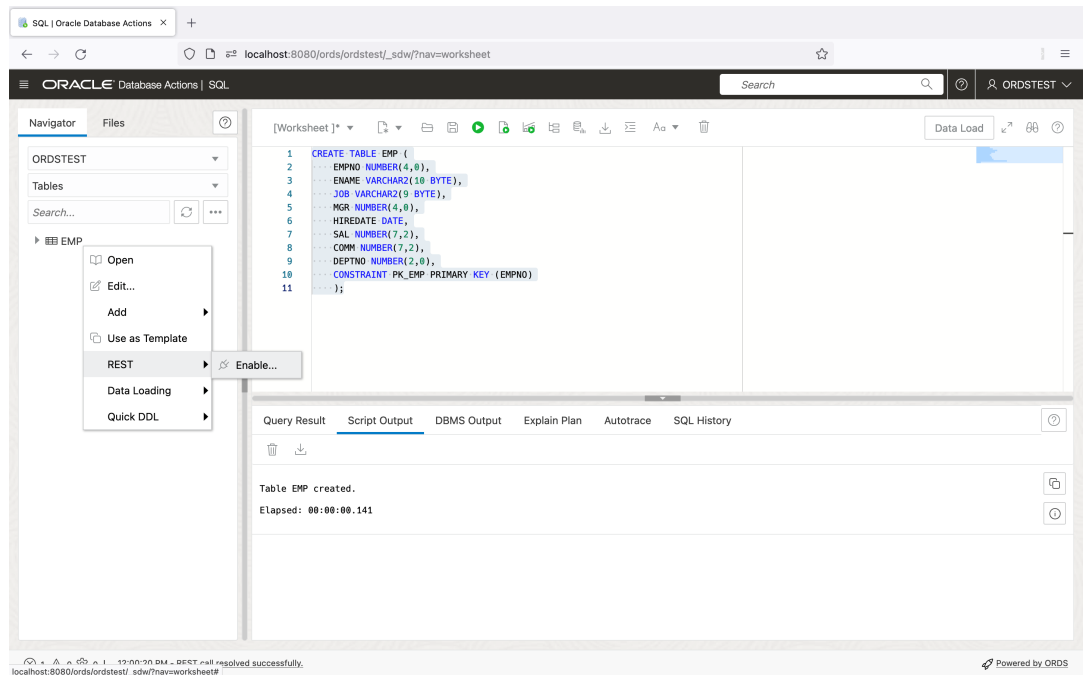 SQL | Oracle Database Actions
localhost:8080/ords/ordstest/_sdw/?nav=worksheet
ORACLE Database Actions | SQL
Search
ORDSTEST
Navigator
Files
ORDSTEST
Tables
Search...
EMP
Open
Edit...
Add
Use as Template
REST
Enable...
Data Loading
Quick DDL
[Worksheet ]*
Aa
Data Load
1 CREATE TABLE EMP (
2 EMPNO NUMBER(4,0),
3 ENAME VARCHAR2(10 BYTE),
4 JOB VARCHAR2(9 BYTE),
5 MGR NUMBER(4,0),
6 HIREDATE DATE,
7 SAL NUMBER(7,2),
8 COMM NUMBER(7,2),
9 DEPTNO NUMBER(2,0),
10 CONSTRAINT PK_EMP PRIMARY KEY (EMPNO)
11 );
Query Result
Script Output
DBMS Output
Explain Plan
Autotrace
SQL History
Table EMP created.
Elapsed: 00:00:00.141
12:00:20 PM - REST call resolved successfully.
localhost:8080/ords/ordstest/_sdw/?nav=worksheet#
Powered by ORDS